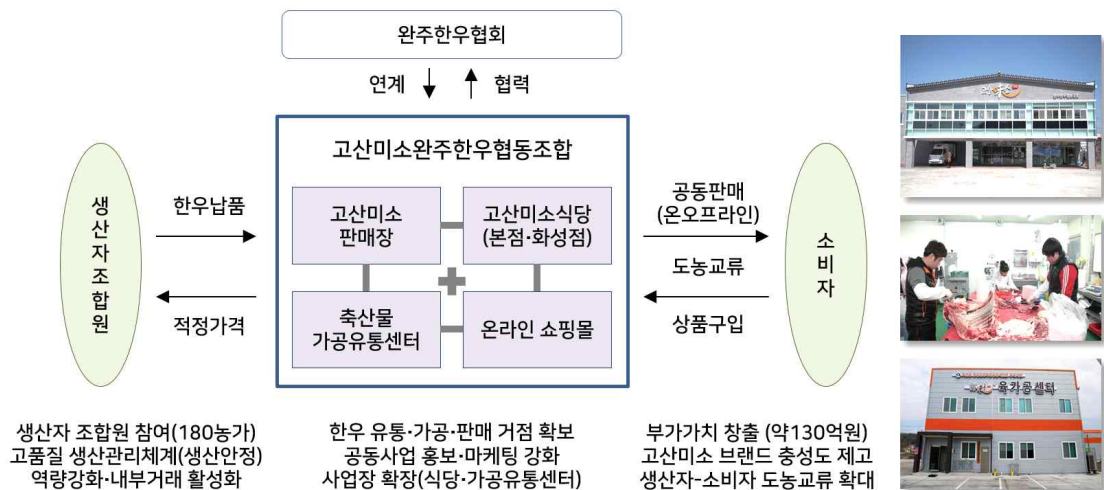 완주한우협회
연계
협력
고산미소완주한우협동조합
생산자조합원
한우납품
적정가격
고산미소
판매장
고산미소식당
(본점·화성점)
축산물
가공유통센터
온라인 쇼핑몰
공동판매
(온오프라인)
도농교류
상품구입
소비자
생산자 조합원 참여(180농가)
고품질 생산관리체계(생산안정)
역량강화·내부거래 활성화
한우 유통·가공·판매 거점 확보
공동사업 홍보·마케팅 강화
사업장 확장(식당·가공유통센터)
부가가치 창출 (약130억원)
고산미소 브랜드 충성도 제고
생산자-소비자 도농교류 확대
육가공센터